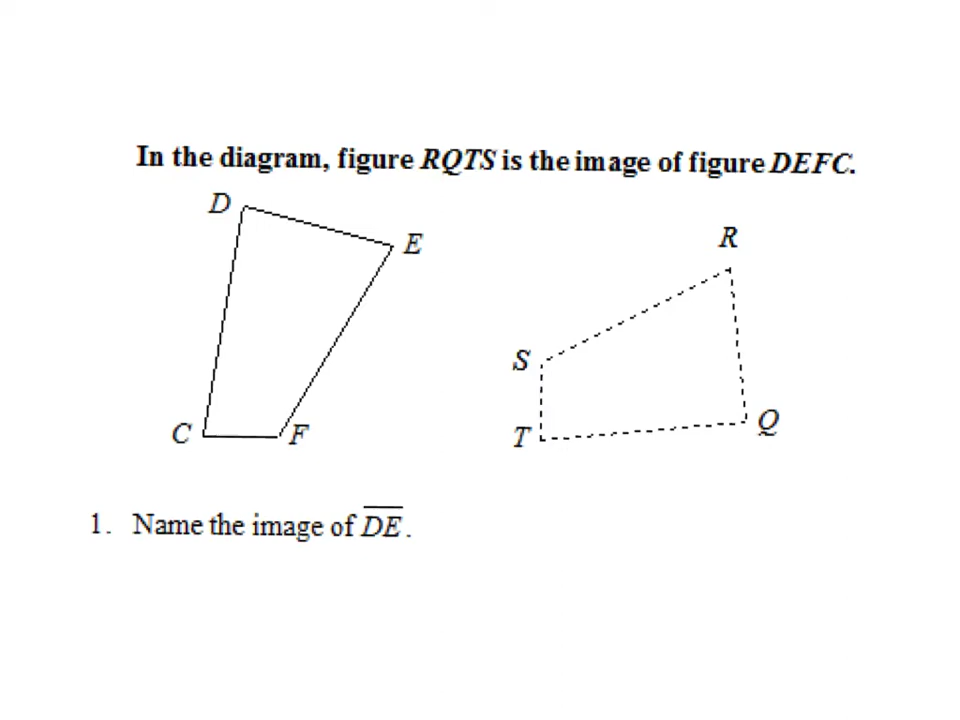 In the diagram, figure RQTS is the image of figure DEFC.
D
E
R
S
C
F
T
Q
1. Name the image of DE.